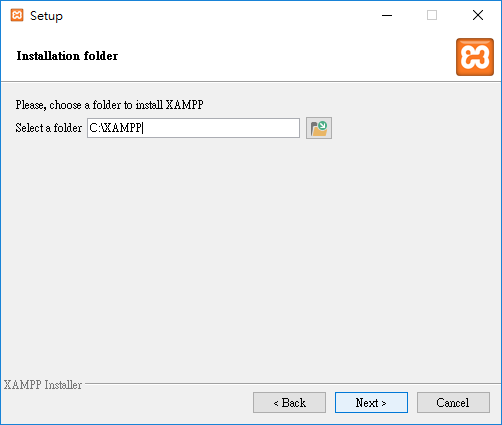 Setup
Installation folder
Please, choose a folder to install XAMPP
Select a folder C:\XAMPP
XAMPP Installer
< Back Next > Cancel